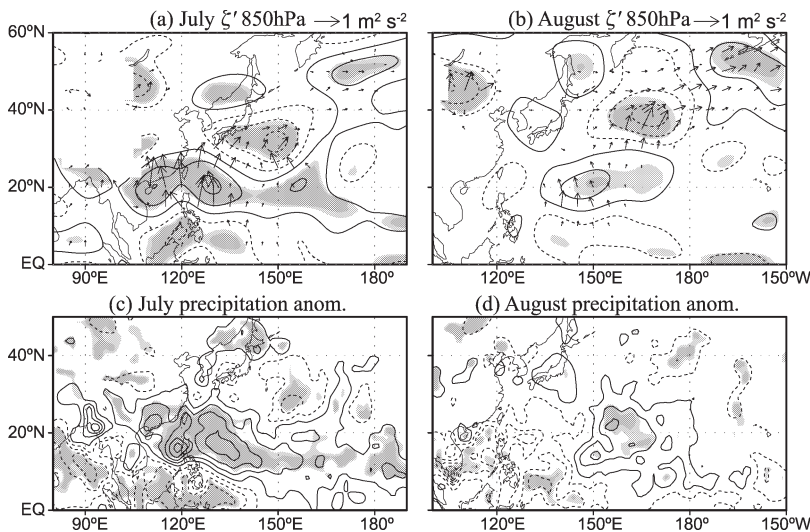 (a) July ζ′ 850hPa →1 m² s⁻²
(b) August ζ′ 850hPa →1 m² s⁻²
60ºN
40ºN
20ºN
EQ
90ºE 120ºE 150ºE 180º
EQ
120ºE 150ºE 180º 150ºW
(c) July precipitation anom.
(d) August precipitation anom.
40ºN
20ºN
EQ
90ºE 120ºE 150ºE 180º
EQ
120ºE 150ºE 180º 150ºW